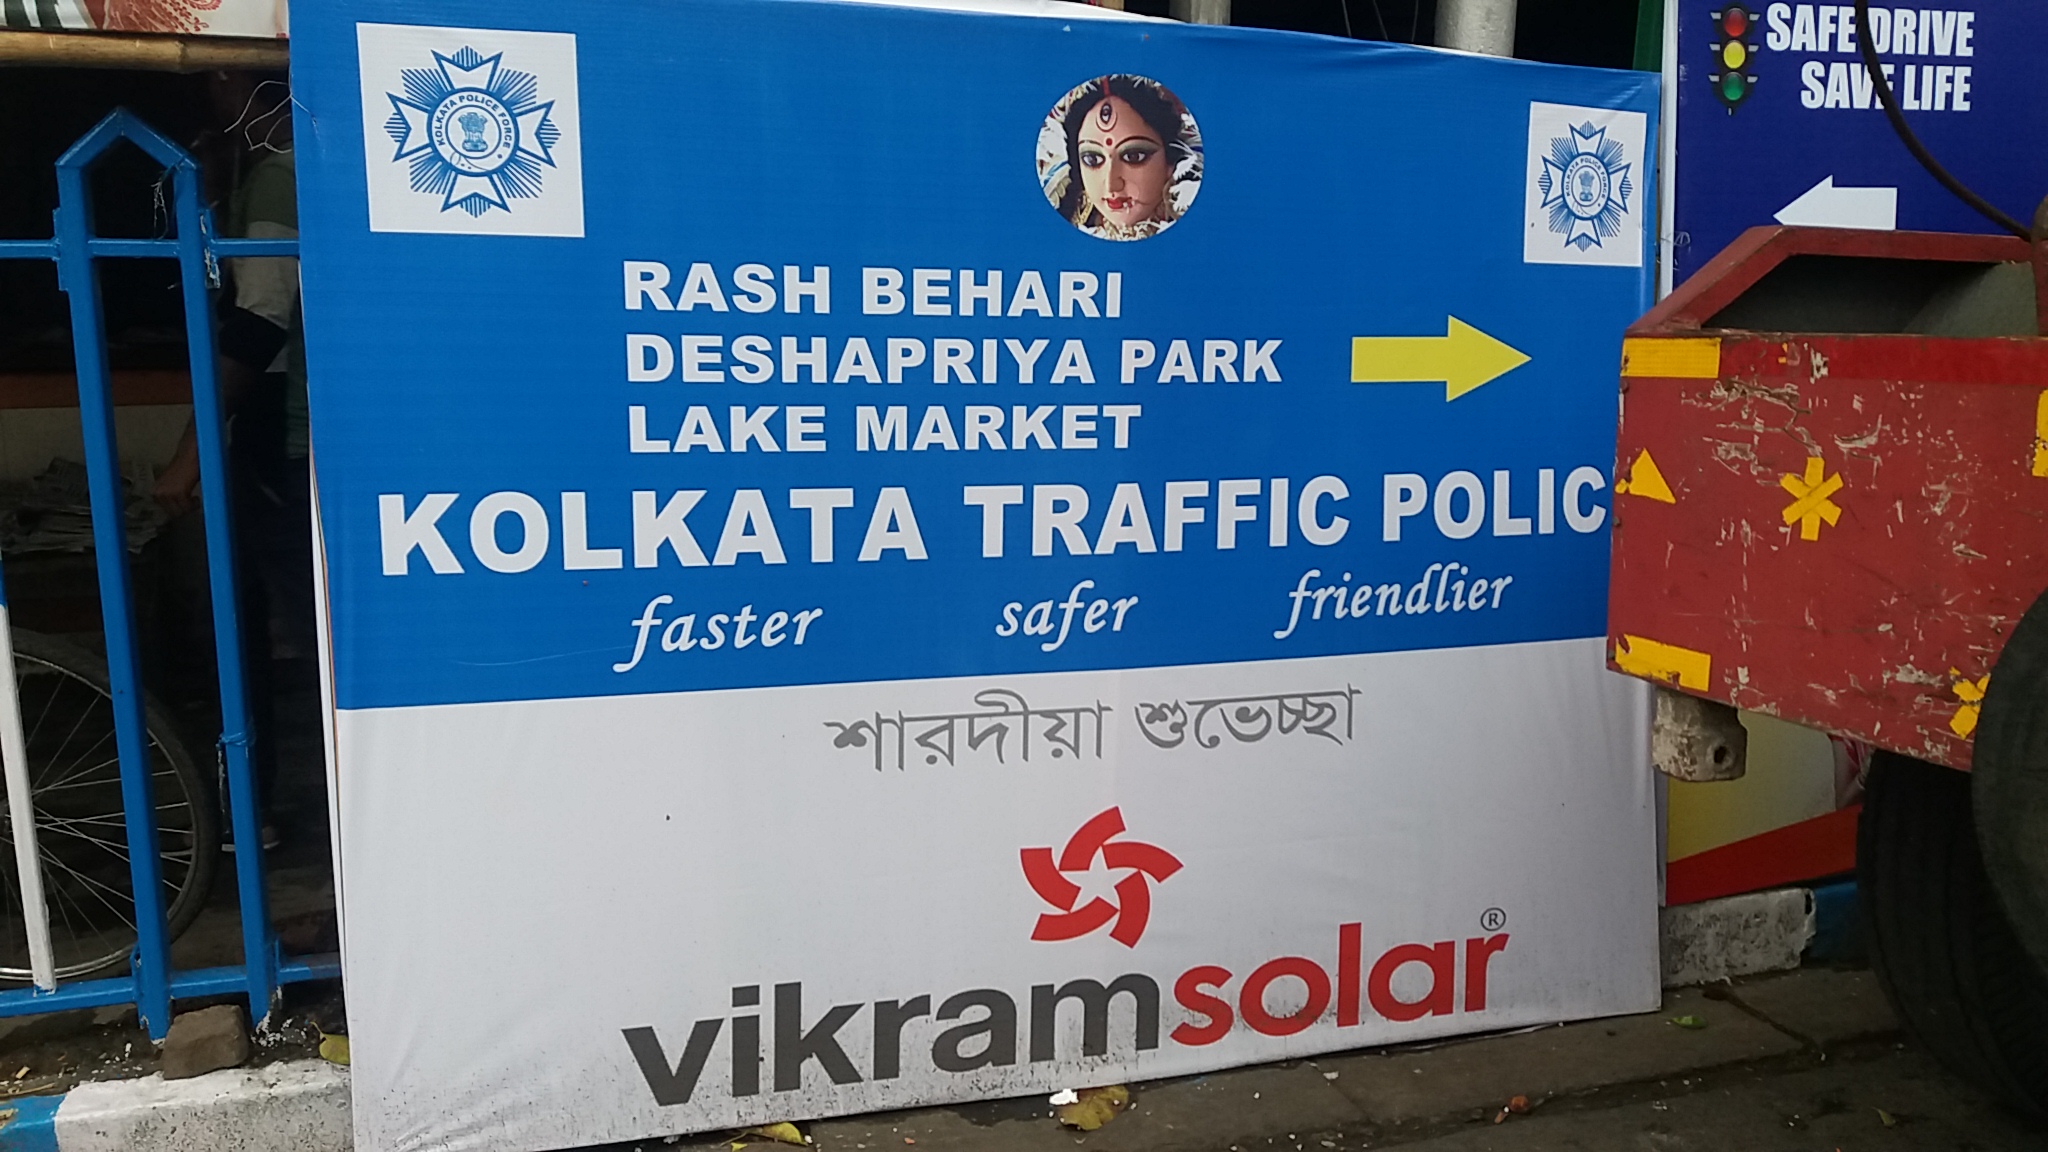 KOLKATA POLICE FORCE
KOLKATA POLICE FORCE
RASH BEHARI
DESHAPRIYA PARK
LAKE MARKET
KOLKATA TRAFFIC POLIC
faster safer friendlier
শারদীয়া শুভেচ্ছা
vikramsolar®
SAFE DRIVE
SAVE LIFE